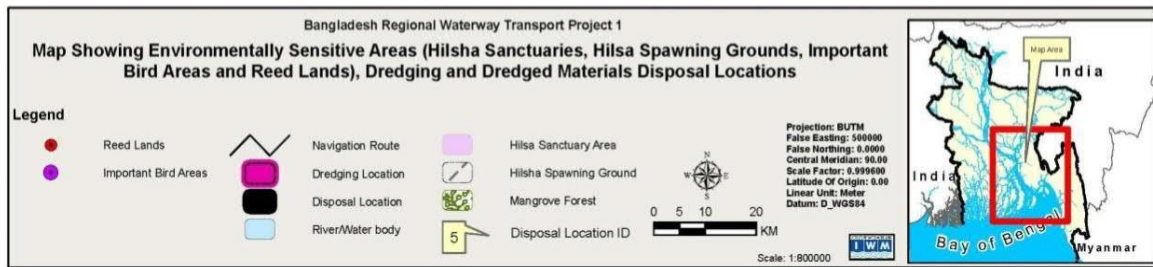 Bangladesh Regional Waterway Transport Project 1
Map Showing Environmentally Sensitive Areas (Hilsha Sanctuaries, Hilsa Spawning Grounds, Important
Bird Areas and Reed Lands), Dredging and Dredged Materials Disposal Locations
Legend
Reed Lands
Important Bird Areas
Navigation Route
Dredging Location
Disposal Location
River/Water body
Hilsa Sanctuary Area
Hilsha Spawning Ground
Mangrove Forest
5
Disposal Location ID
N
W
E
S
0 5 10 20
KM
Projection: BUTM
False Easting: 500000
False Northing: 0.0000
Central Meridian: 90.00
Scale Factor: 0.999600
Latitude Of Origin: 0.00
Linear Unit: Meter
Datum: D_WGS84
IWM
Scale: 1:800000
Map Area
India
India
Bay of Bengal
Myanmar